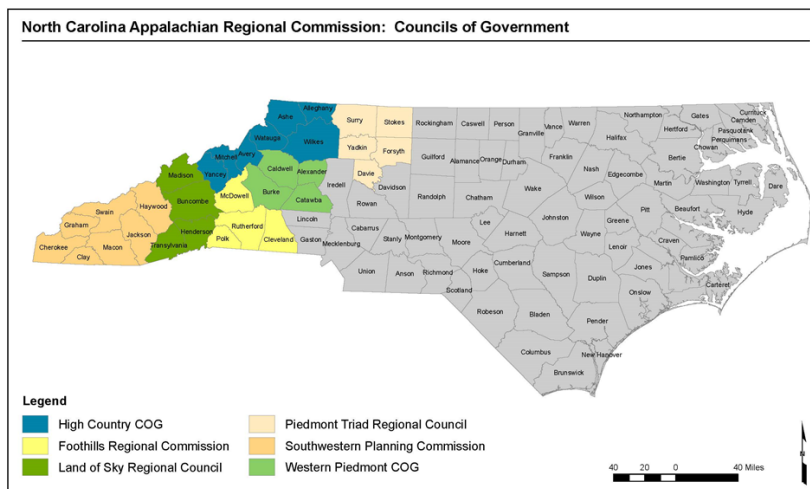 North Carolina Appalachian Regional Commission: Councils of Government
Alleghany
Ashe
Surry
Stokes
Rockingham
Caswell
Person
Granville
Vance
Warren
Northampton
Gates
Currituck
Camden
Pasquotank
Perquimans
Hertford
Chowan
Halifax
Bertie
Watauga
Wilkes
Yadkin
Forsyth
Guilford
Alamance
Orange
Durham
Franklin
Nash
Edgecombe
Martin
Washington
Tyrrell
Dare
Mitchell
Avery
Yancey
Caldwell
Alexander
Davie
Iredell
Davidson
Randolph
Chatham
Wake
Wilson
Pitt
Beaufort
Hyde
Madison
Buncombe
McDowell
Burke
Catawba
Rowan
Haywood
Swain
Graham
Jackson
Cherokee
Macon
Clay
Transylvania
Henderson
Polk
Rutherford
Cleveland
Lincoln
Gaston
Mecklenburg
Cabarrus
Stanly
Montgomery
Moore
Lee
Harnett
Johnston
Wayne
Greene
Lenoir
Craven
Pamlico
Jones
Carteret
Onslow
Duplin
Sampson
Cumberland
Hoke
Richmond
Scotland
Anson
Union
Robeson
Bladen
Pender
Columbus
New Hanover
Brunswick
Legend
High Country COG
Foothills Regional Commission
Land of Sky Regional Council
Piedmont Triad Regional Council
Southwestern Planning Commission
Western Piedmont COG
40 20 0 40 Miles
N